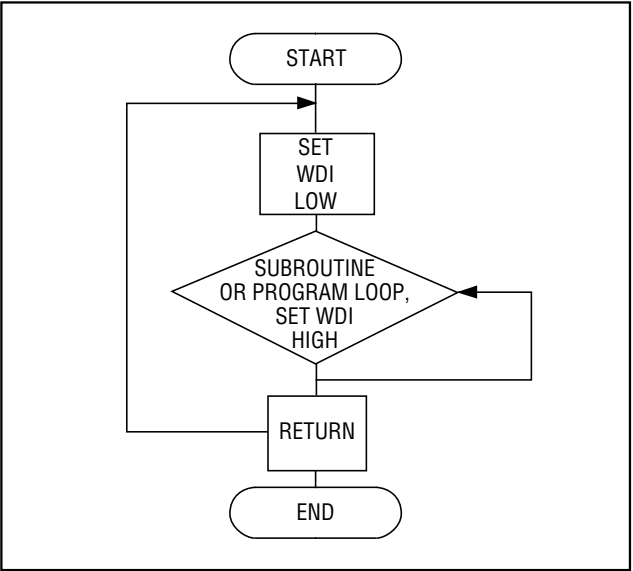 START
SET
WDI
LOW
SUBROUTINE
OR PROGRAM LOOP,
SET WDI
HIGH
RETURN
END